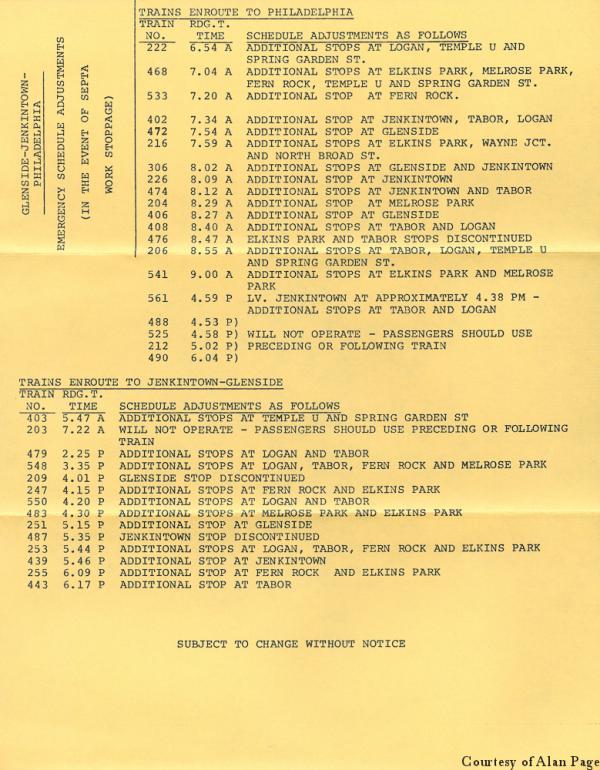 GLENSIDE-JENKINTOWN-
PHILADELPHIA
EMERGENCY SCHEDULE ADJUSTMENTS
(IN THE EVENT OF SEPTA
WORK STOPPAGE)
TRAINS ENROUTE TO PHILADELPHIA
TRAIN RDG.T.
NO. TIME SCHEDULE ADJUSTMENTS AS FOLLOWS
222 6.54 A ADDITIONAL STOPS AT LOGAN, TEMPLE U AND
SPRING GARDEN ST.
468 7.04 A ADDITIONAL STOPS AT ELKINS PARK, MELROSE PARK,
FERN ROCK, TEMPLE U AND SPRING GARDEN ST.
533 7.20 A ADDITIONAL STOP AT FERN ROCK.
402 7.34 A ADDITIONAL STOP AT JENKINTOWN, TABOR, LOGAN
472 7.54 A ADDITIONAL STOP AT GLENSIDE
216 7.59 A ADDITIONAL STOPS AT ELKINS PARK, WAYNE JCT.
AND NORTH BROAD ST.
306 8.02 A ADDITIONAL STOPS AT GLENSIDE AND JENKINTOWN
226 8.09 A ADDITIONAL STOP AT JENKINTOWN
474 8.12 A ADDITIONAL STOPS AT JENKINTOWN AND TABOR
204 8.29 A ADDITIONAL STOP AT MELROSE PARK
406 8.27 A ADDITIONAL STOP AT GLENSIDE
408 8.40 A ADDITIONAL STOPS AT TABOR AND LOGAN
476 8.47 A ELKINS PARK AND TABOR STOPS DISCONTINUED
206 8.55 A ADDITIONAL STOPS AT TABOR, LOGAN, TEMPLE U
AND SPRING GARDEN ST.
541 9.00 A ADDITIONAL STOPS AT ELKINS PARK AND MELROSE
PARK
561 4.59 P LV. JENKINTOWN AT APPROXIMATELY 4.38 PM -
ADDITIONAL STOPS AT TABOR AND LOGAN
488 4.53 P)
525 4.58 P) WILL NOT OPERATE - PASSENGERS SHOULD USE
212 5.02 P) PRECEDING OR FOLLOWING TRAIN
490 6.04 P)
TRAINS ENROUTE TO JENKINTOWN-GLENSIDE
TRAIN RDG.T.
NO. TIME SCHEDULE ADJUSTMENTS AS FOLLOWS
403 5.47 A ADDITIONAL STOPS AT TEMPLE U AND SPRING GARDEN ST
203 7.22 A WILL NOT OPERATE - PASSENGERS SHOULD USE PRECEDING OR FOLLOWING
TRAIN
479 2.25 P ADDITIONAL STOPS AT LOGAN AND TABOR
548 3.35 P ADDITIONAL STOPS AT LOGAN, TABOR, FERN ROCK AND MELROSE PARK
209 4.01 P GLENSIDE STOP DISCONTINUED
247 4.15 P ADDITIONAL STOPS AT FERN ROCK AND ELKINS PARK
550 4.20 P ADDITIONAL STOPS AT LOGAN AND TABOR
483 4.30 P ADDITIONAL STOPS AT MELROSE PARK AND ELKINS PARK
251 5.15 P ADDITIONAL STOP AT GLENSIDE
487 5.35 P JENKINTOWN STOP DISCONTINUED
253 5.44 P ADDITIONAL STOPS AT LOGAN, TABOR, FERN ROCK AND ELKINS PARK
439 5.46 P ADDITIONAL STOP AT JENKINTOWN
255 6.09 P ADDITIONAL STOP AT FERN ROCK AND ELKINS PARK
443 6.17 P ADDITIONAL STOP AT TABOR
SUBJECT TO CHANGE WITHOUT NOTICE
Courtesy of Alan Page